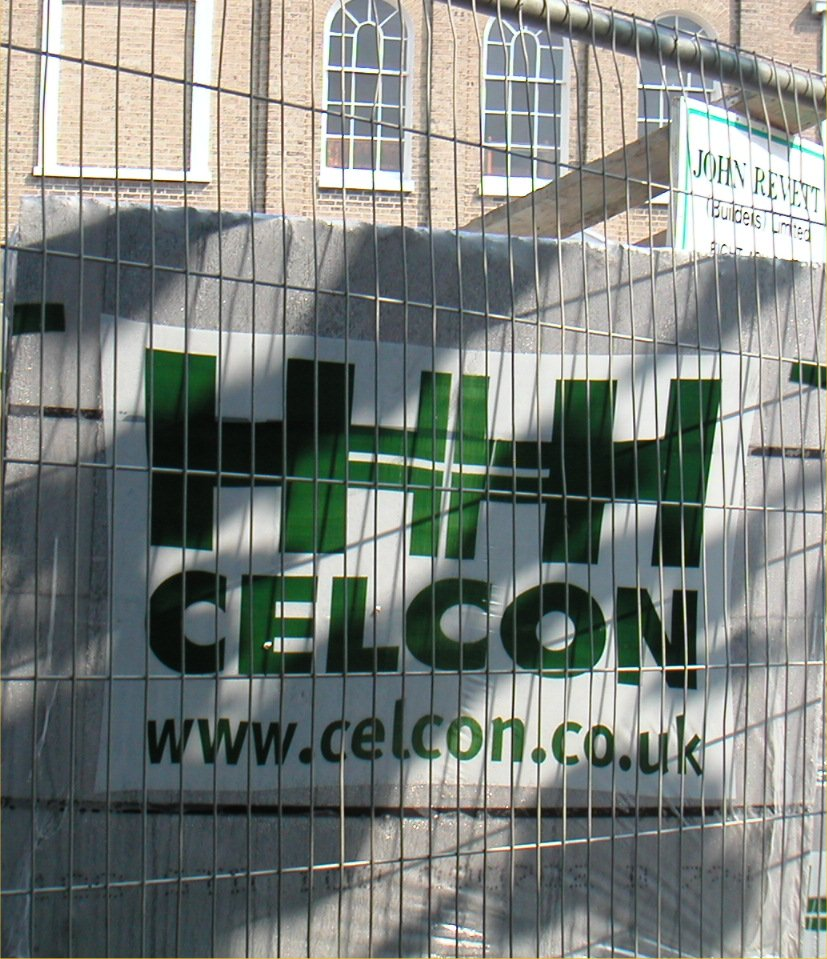 JOHN REVETT
(Builders) Limited
H+H
CELCON
www.celcon.co.uk